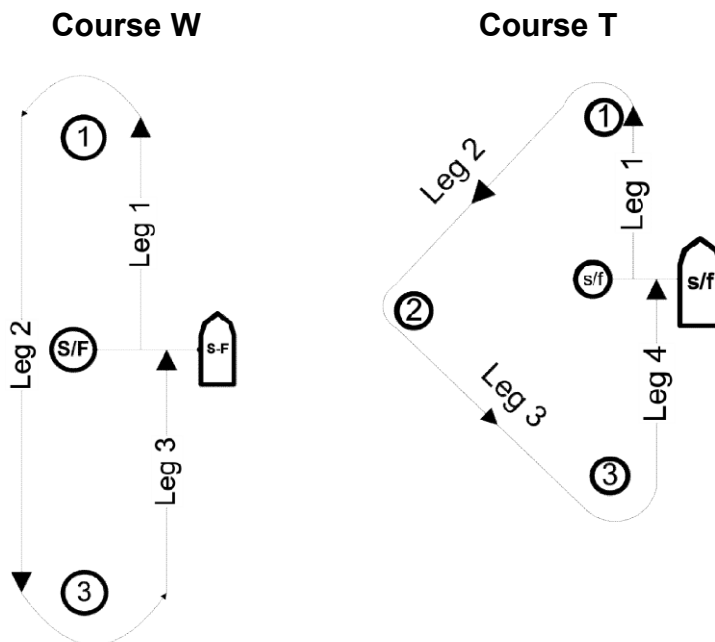 Course W
1
Leg 1
Leg 2
S/F
S-F
Leg 3
3
Course T
1
Leg 2
Leg 1
s/f
s/f
2
Leg 3
Leg 4
3